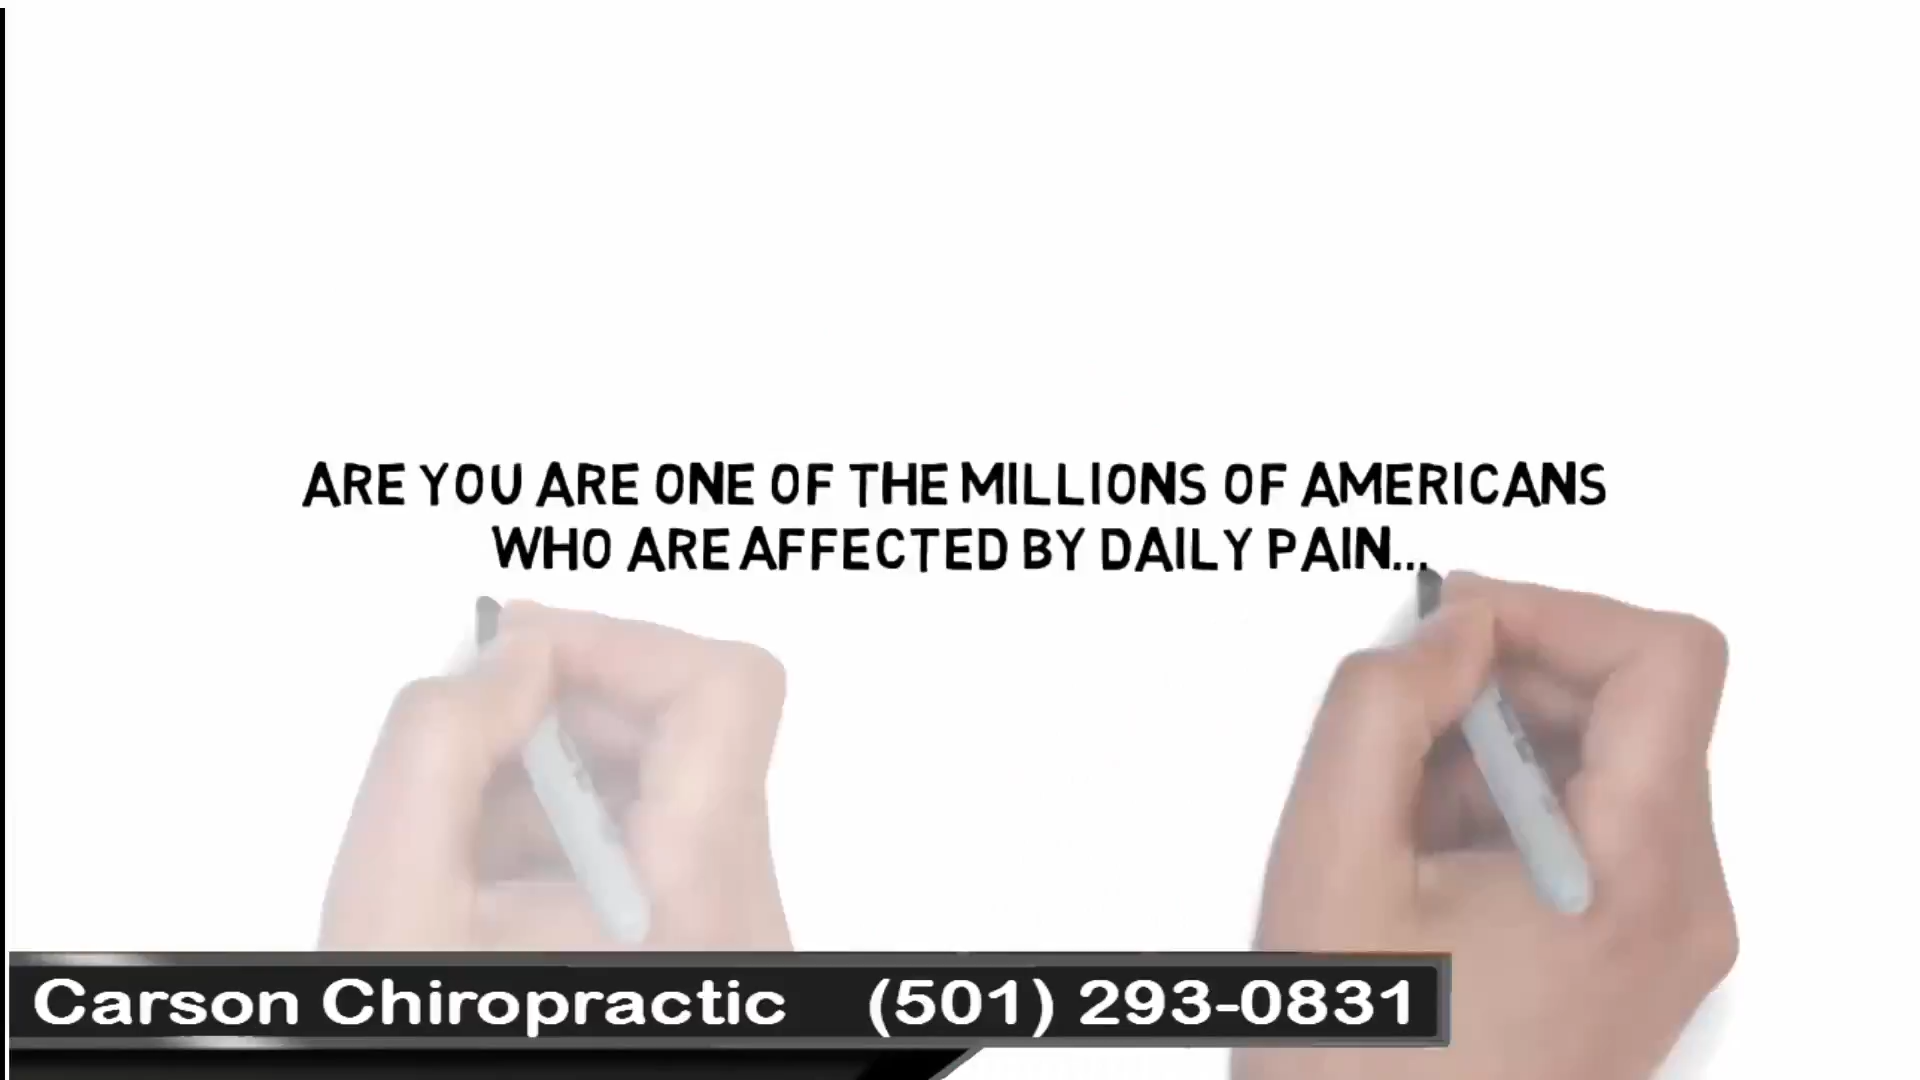 ARE YOU ARE ONE OF THE MILLIONS OF AMERICANS
WHO ARE AFFECTED BY DAILY PAIN...
Carson Chiropractic (501) 293-0831